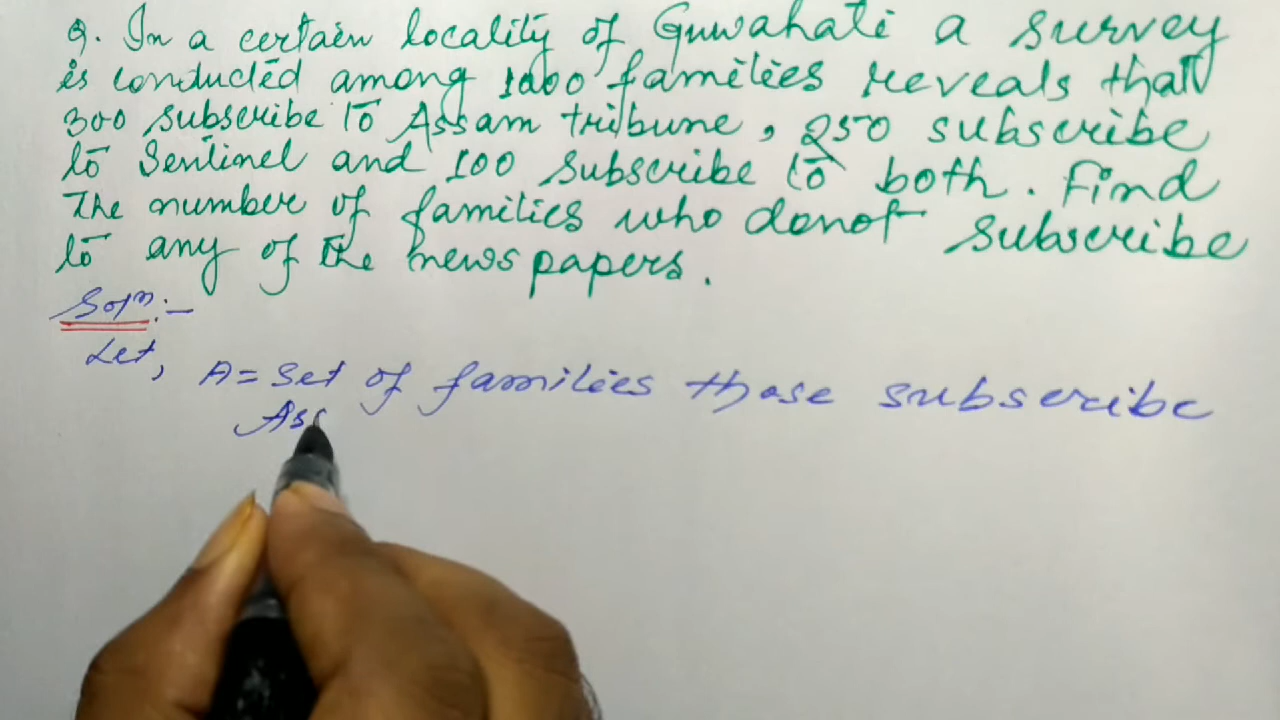 Q. In a certain locality of Guwahati a survey
is conducted among 1000 families reveals that
300 subscribe to Assam tribune, 250 subscribe
to Sentinel and 100 subscribe to both. Find
The number of families who donot subscribe
to any of the news papers.
Soln:-
Let, A = Set of families those subscribe
Ass